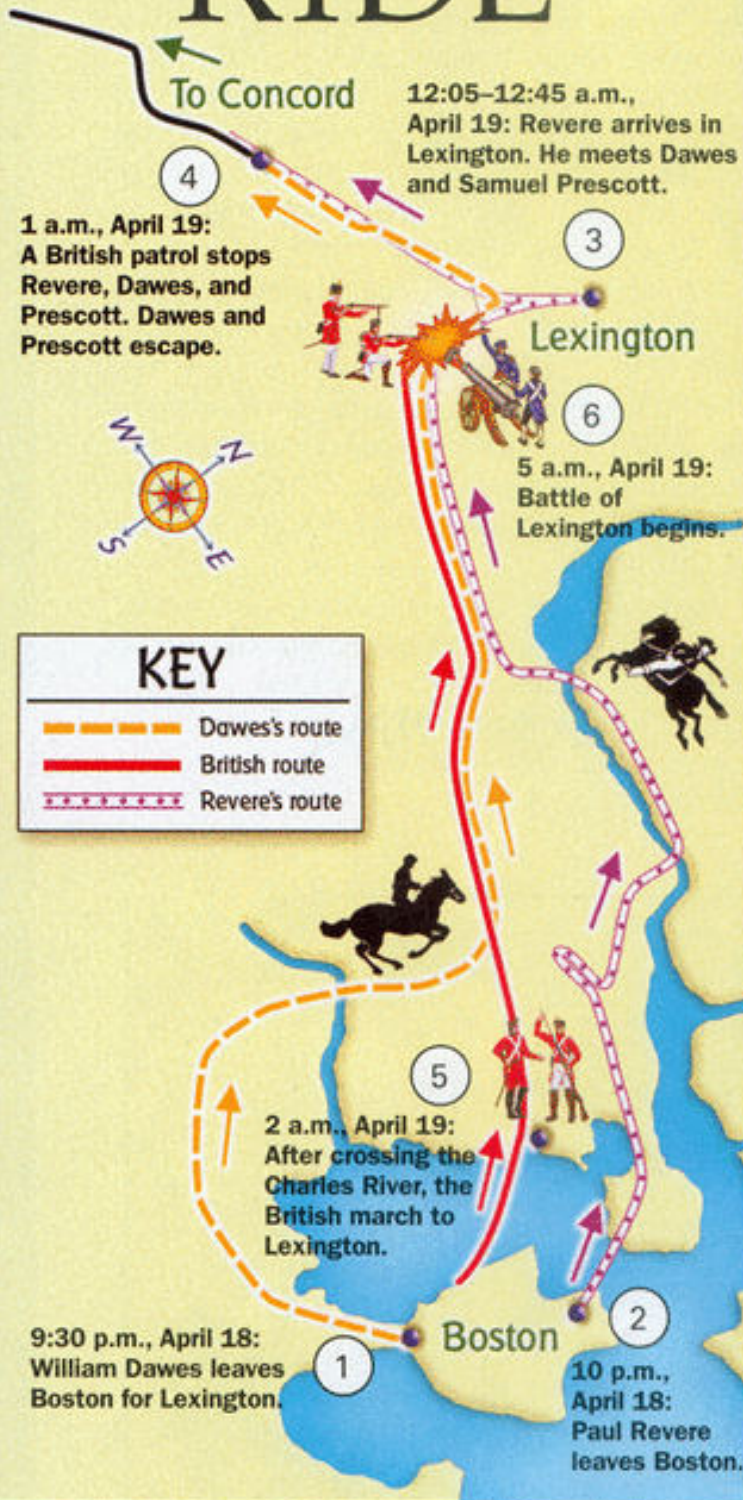 RIDE
To Concord
12:05–12:45 a.m.,
April 19: Revere arrives in
Lexington. He meets Dawes
and Samuel Prescott.
4
3
1 a.m., April 19:
A British patrol stops
Revere, Dawes, and
Prescott. Dawes and
Prescott escape.
Lexington
6
5 a.m., April 19:
Battle of
Lexington begins.
W
N
S
E
KEY
Dawes's route
British route
Revere's route
5
2 a.m., April 19:
After crossing the
Charles River, the
British march to
Lexington.
9:30 p.m., April 18:
William Dawes leaves
Boston for Lexington.
1
Boston
2
10 p.m.,
April 18:
Paul Revere
leaves Boston.